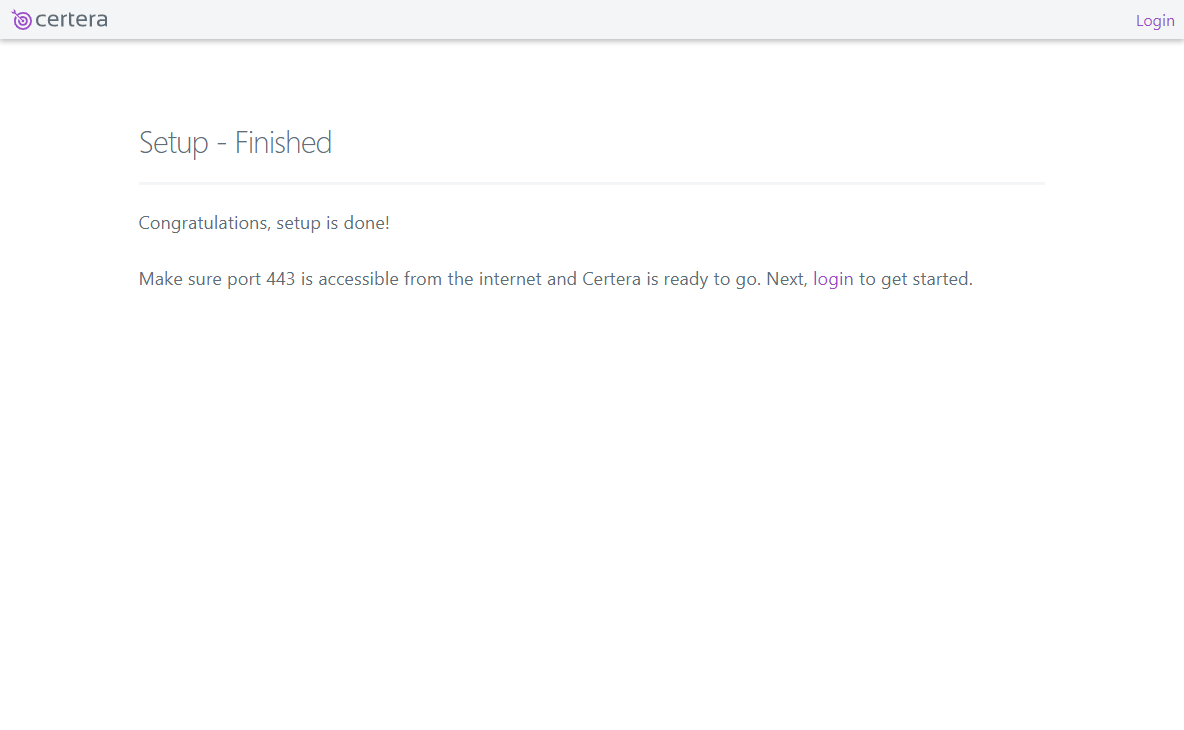 certera
Login
Setup - Finished
Congratulations, setup is done!
Make sure port 443 is accessible from the internet and Certera is ready to go. Next, login to get started.